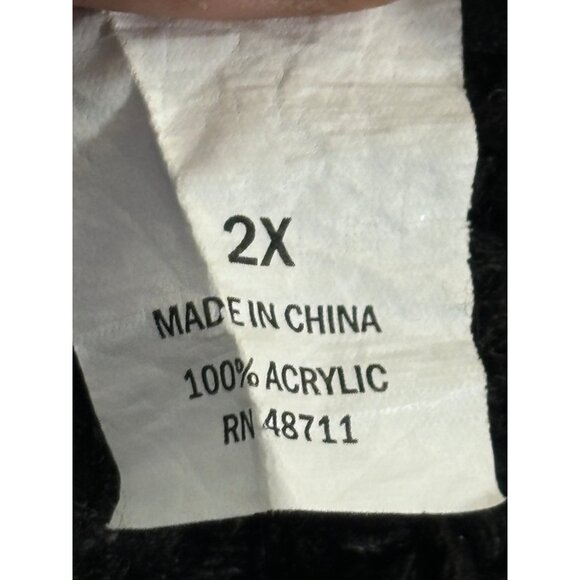 2X
MADE IN CHINA
100% ACRYLIC
RN 48711